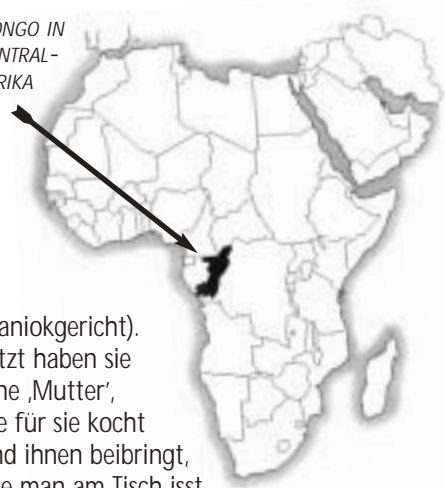 ONGO IN
NTRAL-
RIKA
aniokgericht).
tzt haben sie
ne ‚Mutter',
e für sie kocht
nd ihnen beibringt,
e man am Tisch isst